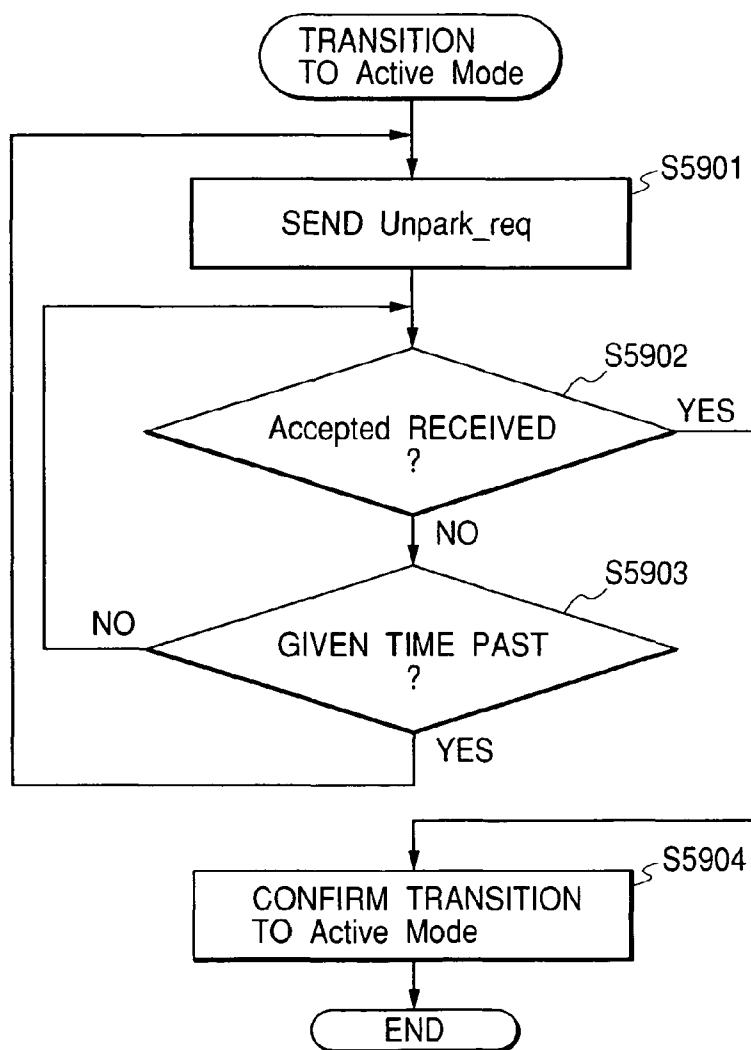 TRANSITION
TO Active Mode
S5901
SEND Unpark_req
S5902
Accepted RECEIVED
?
YES
NO
S5903
GIVEN TIME PAST
?
NO
YES
S5904
CONFIRM TRANSITION
TO Active Mode
END